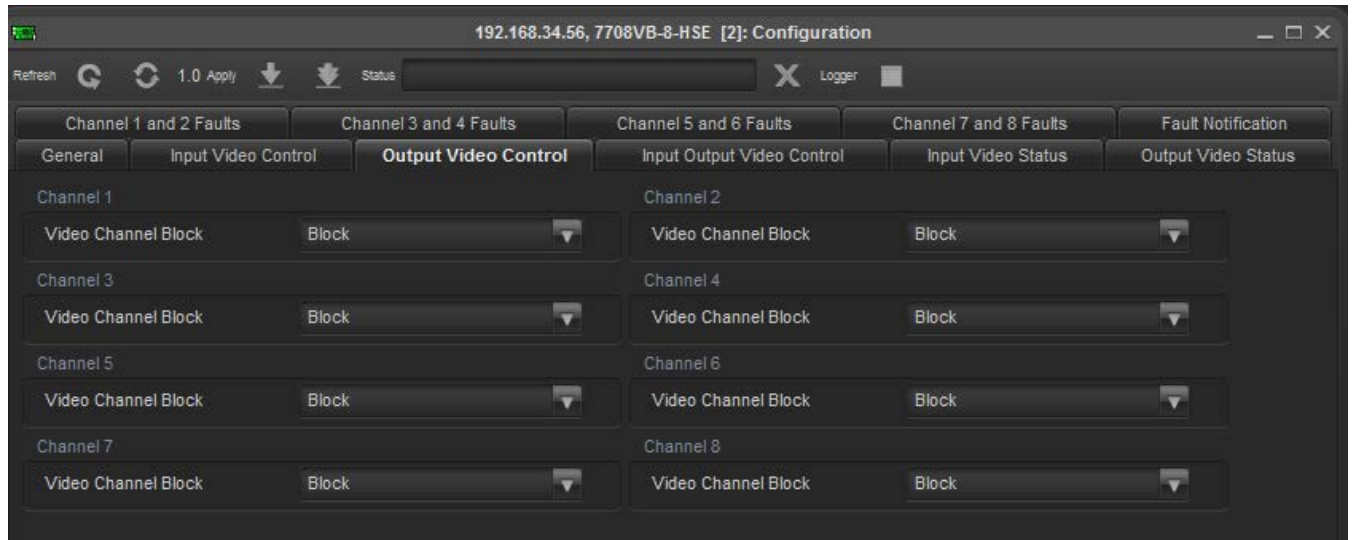 192.168.34.56, 7708VB-8-HSE [2]: Configuration
Refresh 1.0 Apply Status Logger
Channel 1 and 2 Faults Channel 3 and 4 Faults Channel 5 and 6 Faults Channel 7 and 8 Faults Fault Notification
General Input Video Control Output Video Control Input Output Video Control Input Video Status Output Video Status
Channel 1 Channel 2
Video Channel Block Block Video Channel Block Block
Channel 3 Channel 4
Video Channel Block Block Video Channel Block Block
Channel 5 Channel 6
Video Channel Block Block Video Channel Block Block
Channel 7 Channel 8
Video Channel Block Block Video Channel Block Block